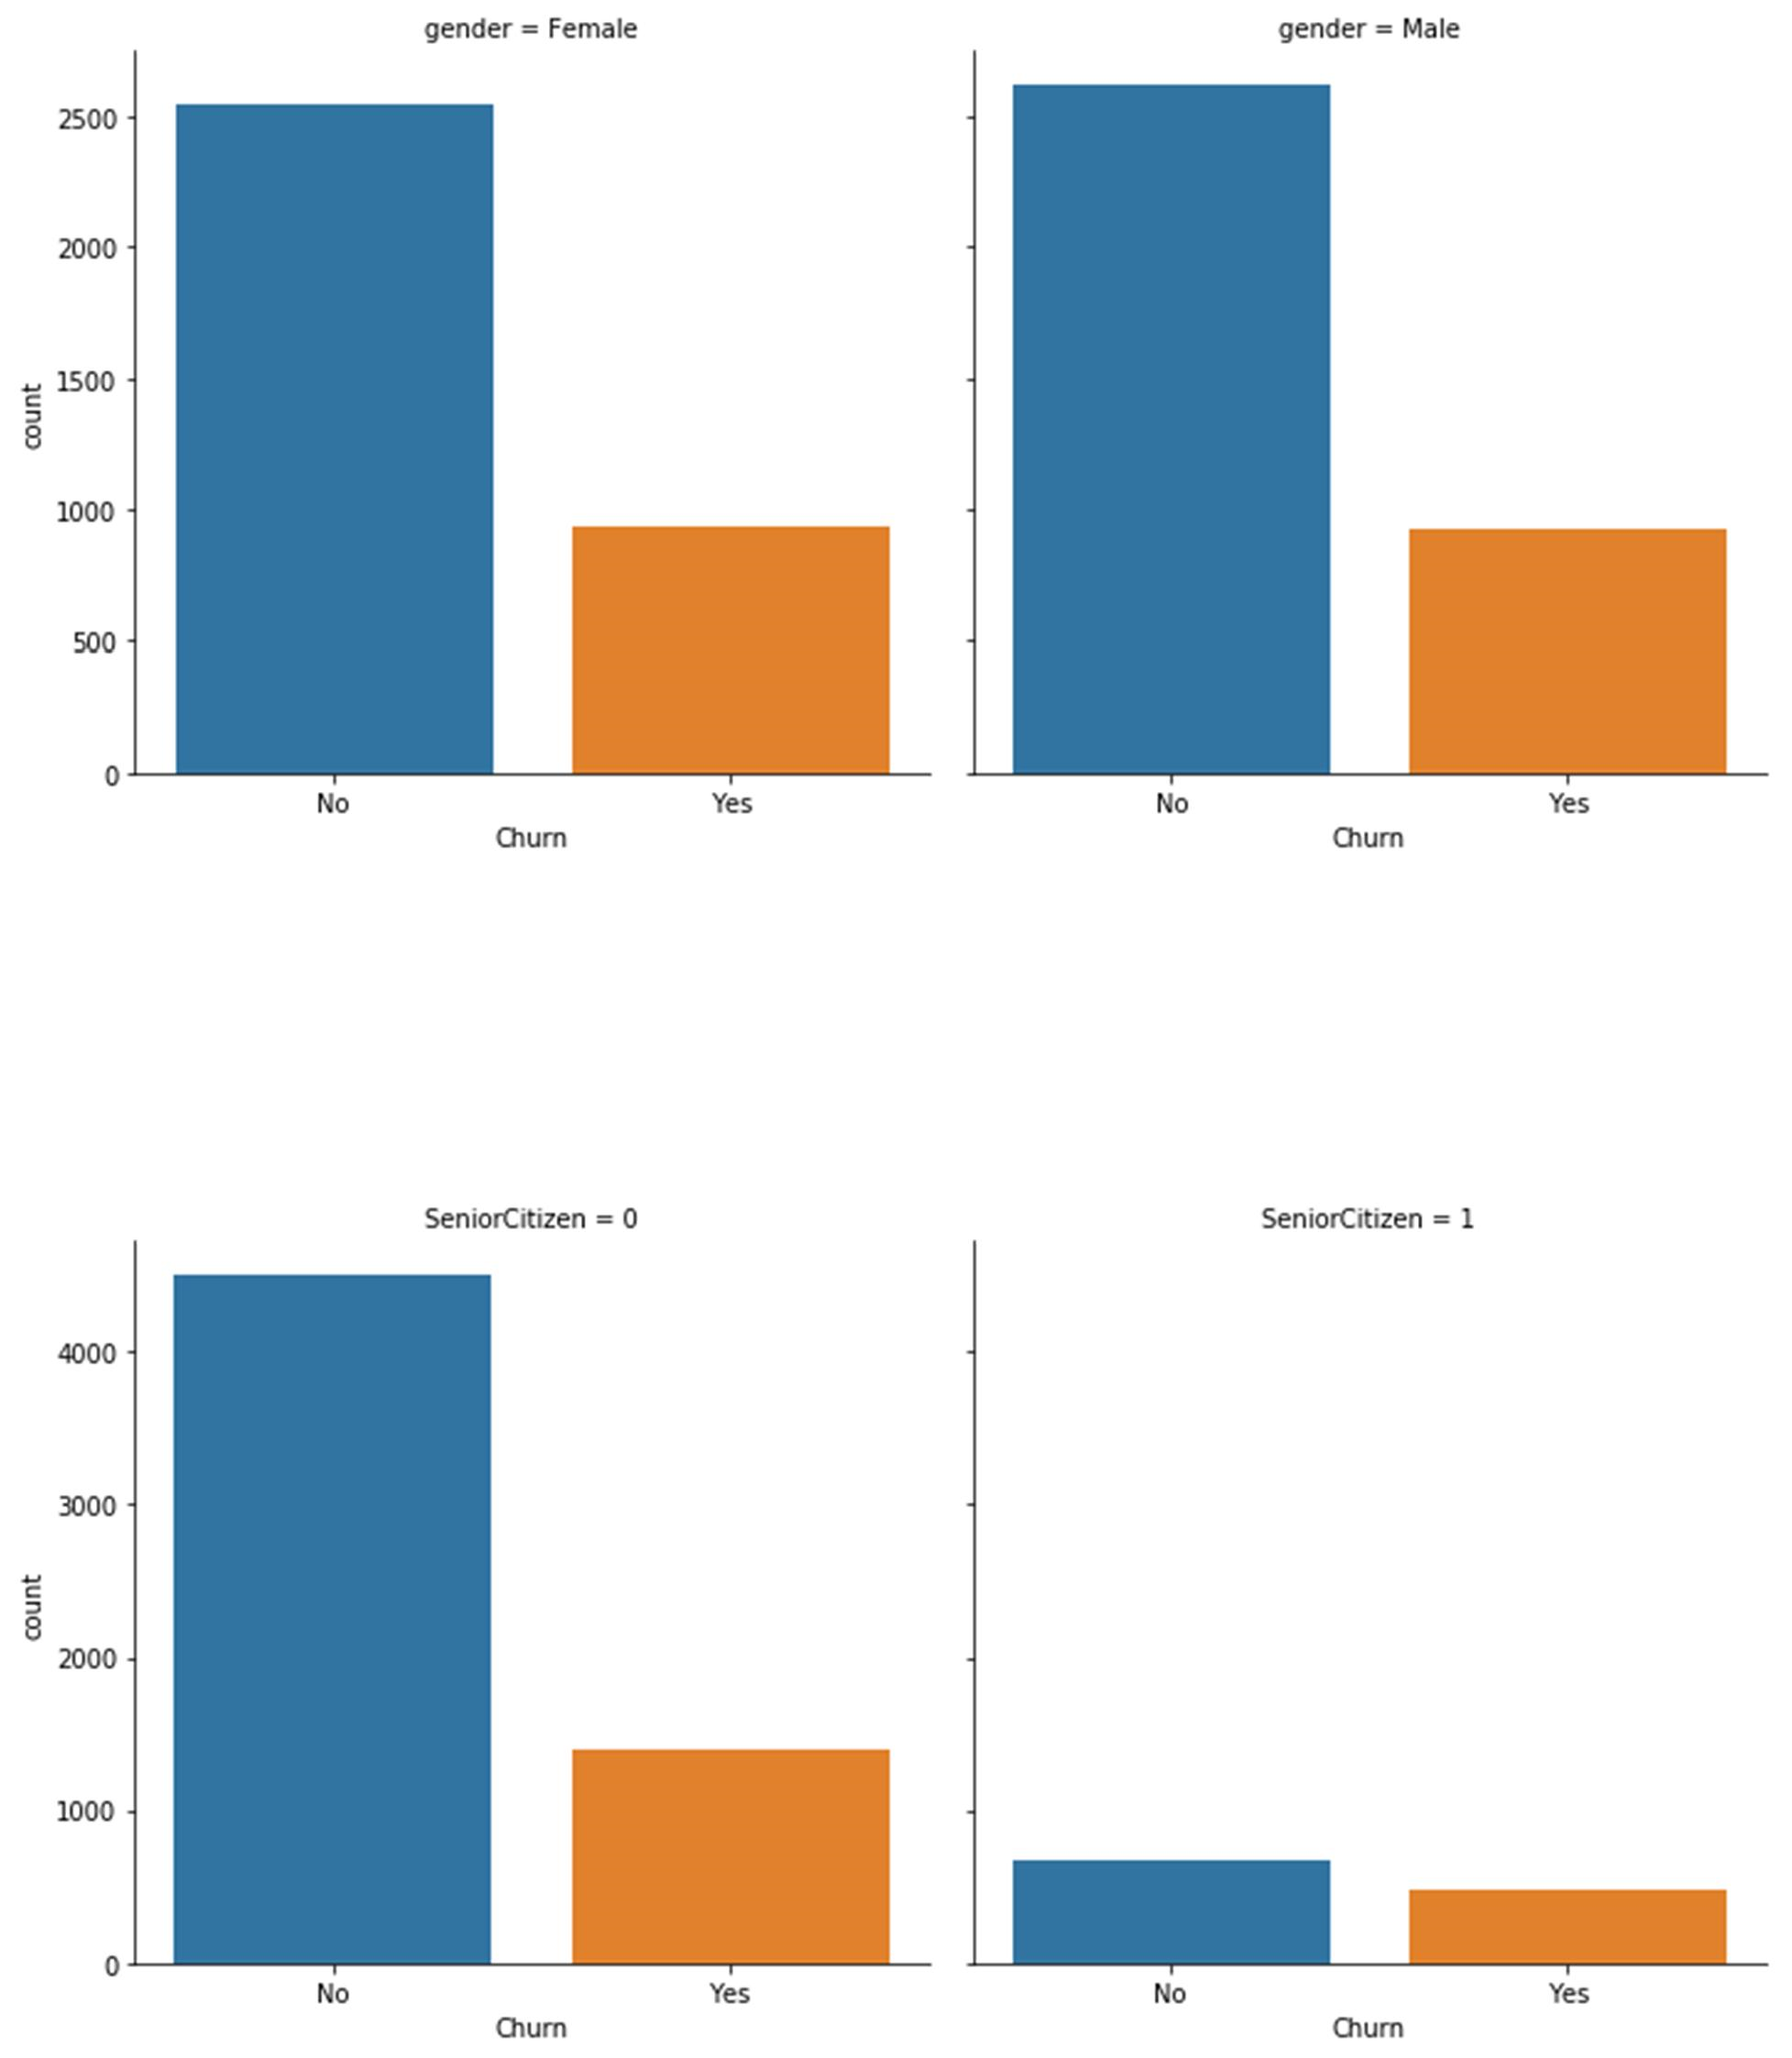 gender = Female
gender = Male
2500
2000
1500
1000
500
0
count
No
Yes
No
Yes
Churn
Churn
SeniorCitizen = 0
SeniorCitizen = 1
4000
3000
2000
1000
0
count
No
Yes
No
Yes
Churn
Churn